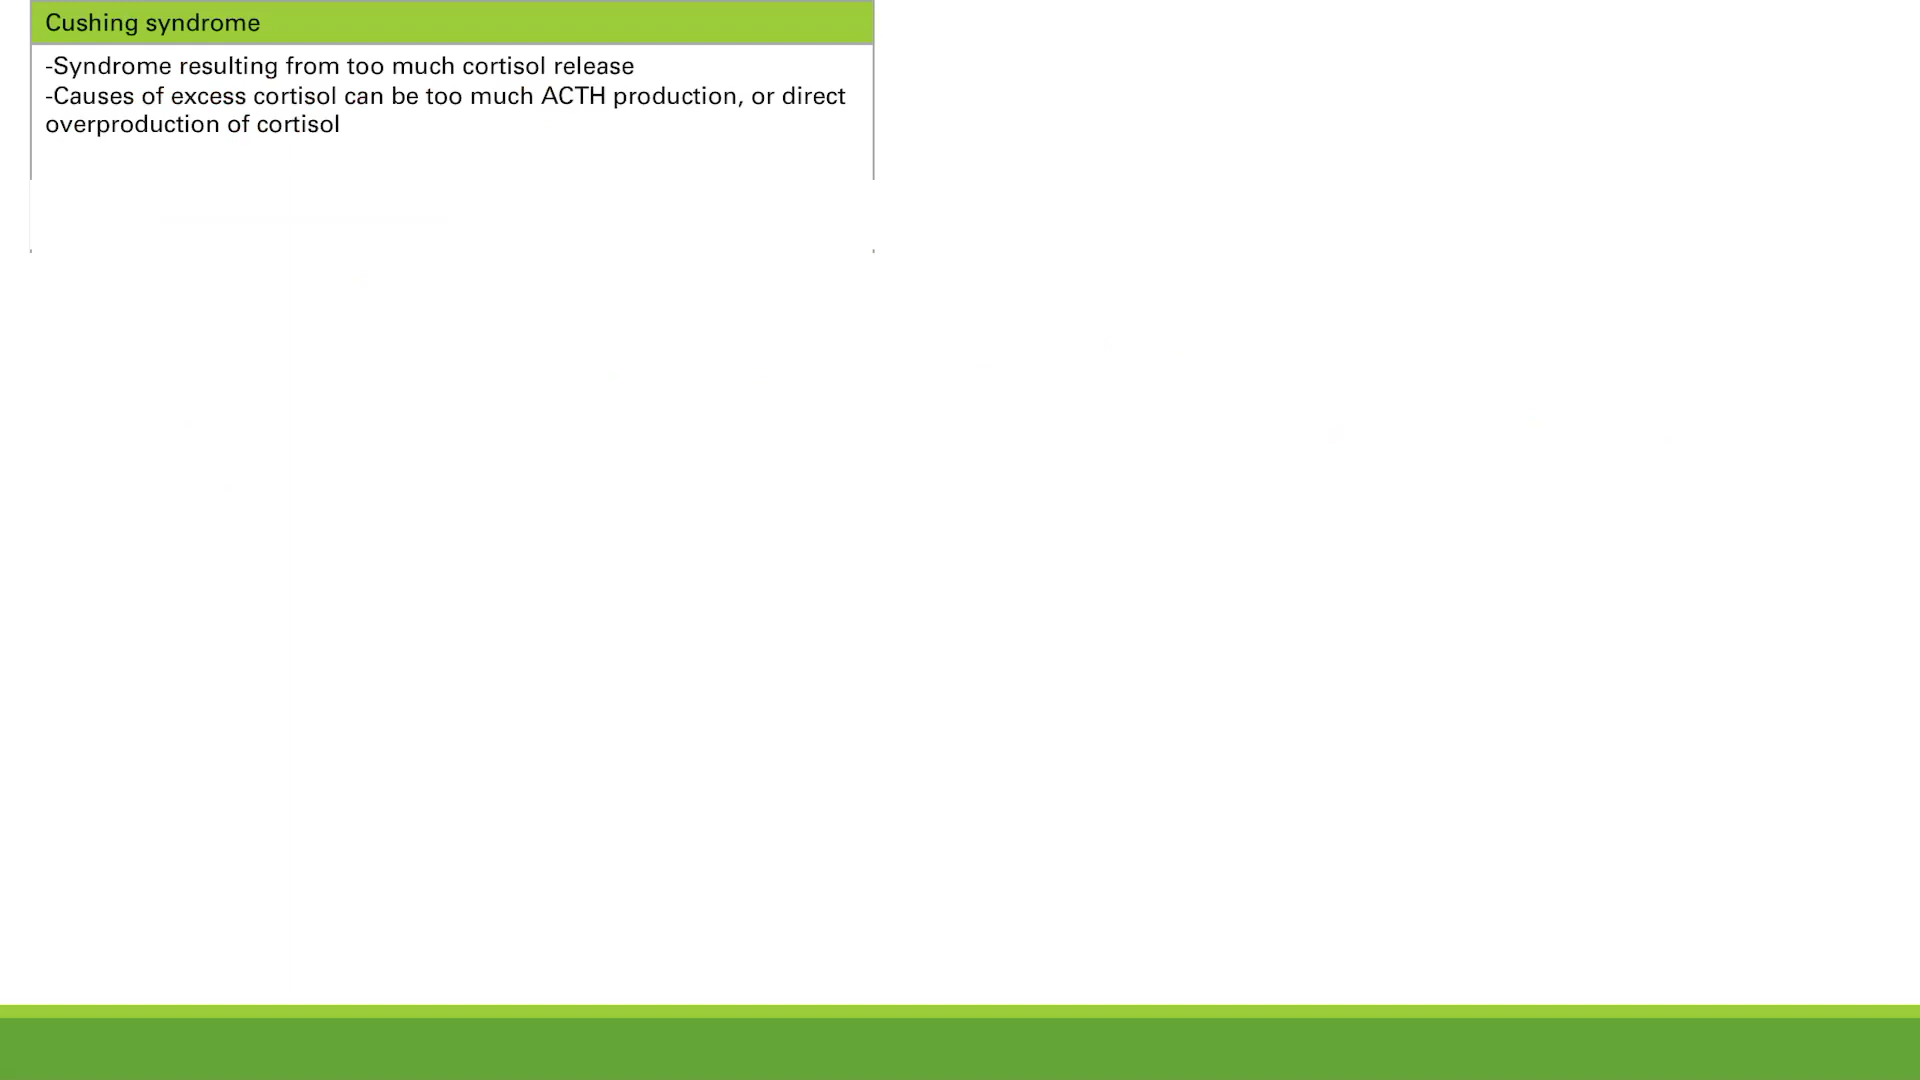 Cushing syndrome
-Syndrome resulting from too much cortisol release
-Causes of excess cortisol can be too much ACTH production, or direct
overproduction of cortisol